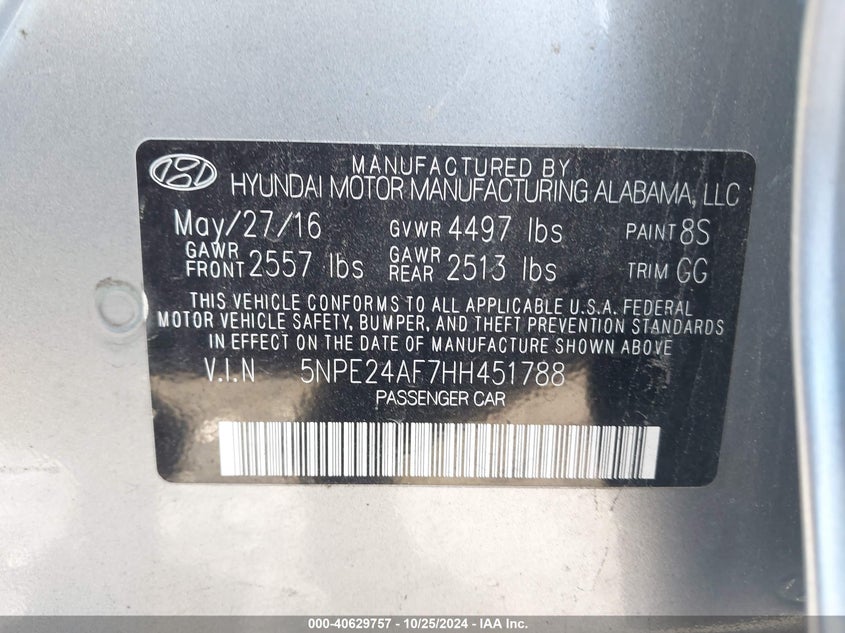 MANUFACTURED BY
HYUNDAI MOTOR MANUFACTURING ALABAMA, LLC
May/27/16 GVWR 4497 lbs PAINT 8S
GAWR FRONT 2557 lbs GAWR REAR 2513 lbs TRIM GG
THIS VEHICLE CONFORMS TO ALL APPLICABLE U.S.A. FEDERAL
MOTOR VEHICLE SAFETY, BUMPER, AND THEFT PREVENTION STANDARDS
IN EFFECT ON THE DATE OF MANUFACTURE SHOWN ABOVE
V.I.N 5NPE24AF7HH451788
PASSENGER CAR
000-40629757 - 10/25/2024 - IAA Inc.